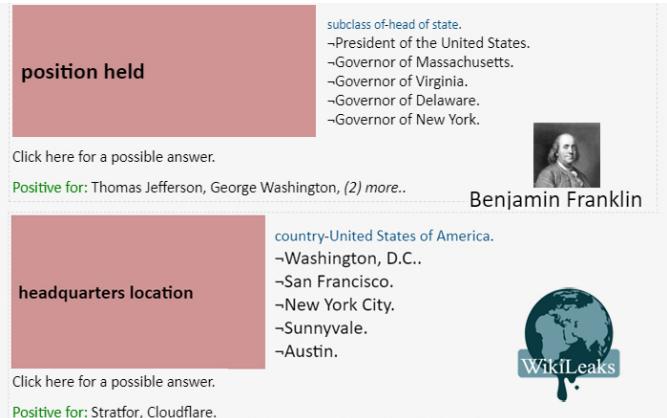 position held
subclass of-head of state.
¬President of the United States.
¬Governor of Massachusetts.
¬Governor of Virginia.
¬Governor of Delaware.
¬Governor of New York.
Click here for a possible answer.
Positive for: Thomas Jefferson, George Washington, (2) more..
Benjamin Franklin
headquarters location
country-United States of America.
¬Washington, D.C..
¬San Francisco.
¬New York City.
¬Sunnyvale.
¬Austin.
WikiLeaks
Click here for a possible answer.
Positive for: Stratfor, Cloudflare.